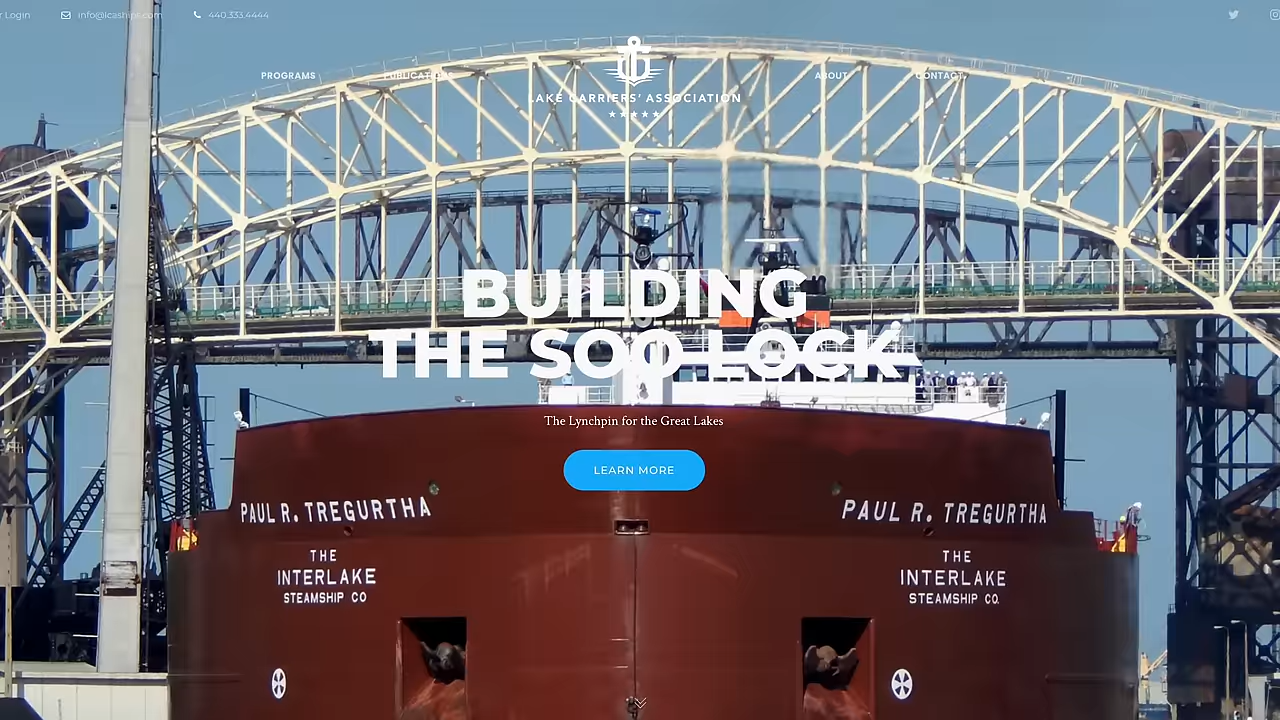 r Login
info@lcaships.com
440.333.4444
PROGRAMS
PUBLICATIONS
ABOUT
CONTACT
LAKE CARRIERS' ASSOCIATION
BUILDING
THE SOO LOCK
The Lynchpin for the Great Lakes
LEARN MORE
PAUL R. TREGURTHA
THE
INTERLAKE
STEAMSHIP CO
PAUL R. TREGURTHA
THE
INTERLAKE
STEAMSHIP CO.